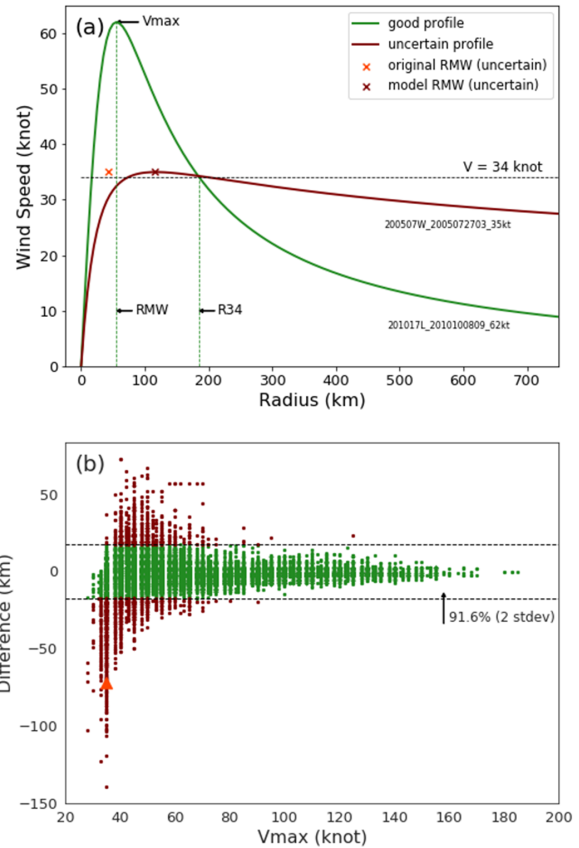 (a)
Vmax
good profile
uncertain profile
original RMW (uncertain)
model RMW (uncertain)
V = 34 knot
200507W_2005072703_35kt
RMW
R34
201017L_2010100809_62kt
Wind Speed (knot)
60
50
40
30
20
10
0
0 100 200 300 400 500 600 700
Radius (km)
(b)
Difference (km)
50
0
−50
−100
−150
91.6% (2 stdev)
20 40 60 80 100 120 140 160 180 200
Vmax (knot)